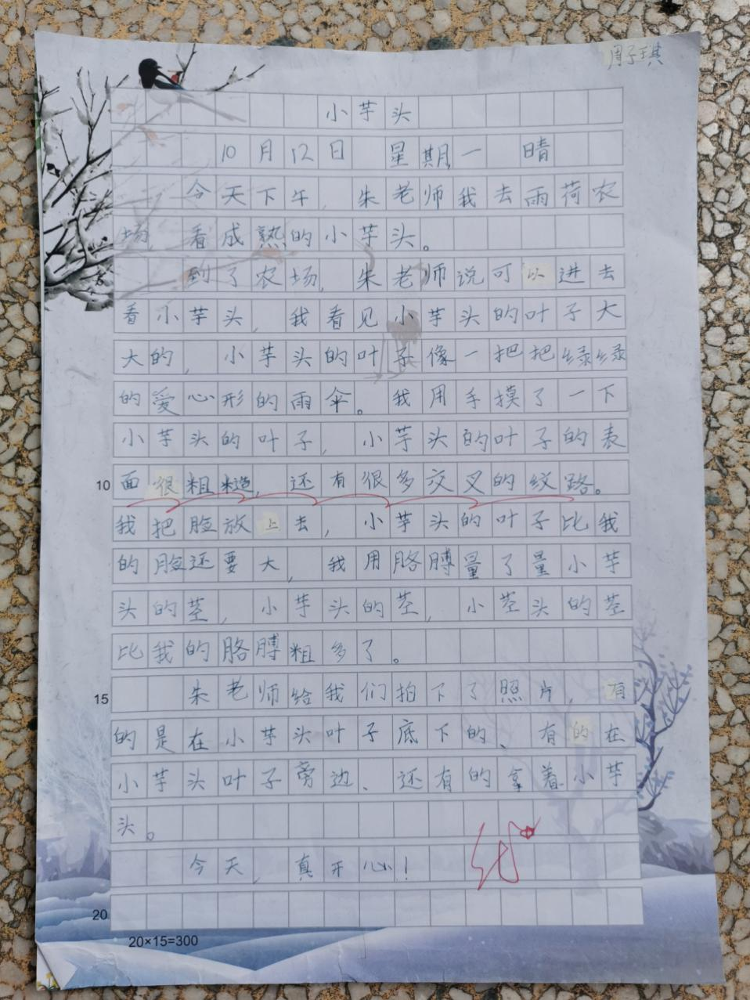 周子琪
小芋头
10月12日 星期一 晴
今天下午,朱老师我去雨荷农
场,看成熟的小芋头。
到了农场,朱老师说可以进去
看小芋头,我看见小芋头的叶子大
大的,小芋头的叶子像一把把绿绿
的爱心形的雨伞。我用手摸了一下
小芋头的叶子,小芋头的叶子的表
10 面很粗糙,还有很多交叉的纹路。
我把脸放上去,小芋头的叶子比我
的脸还要大,我用胳膊量了量小芋
头的茎,小芋头的茎,小茎头的茎
比我的胳膊粗多了。
15 朱老师给我们拍下了照片,有
的是在小芋头叶子底下的、有的在
小芋头叶子旁边、还有的拿着小芋
头。
今天,真开心!
20
20×15=300